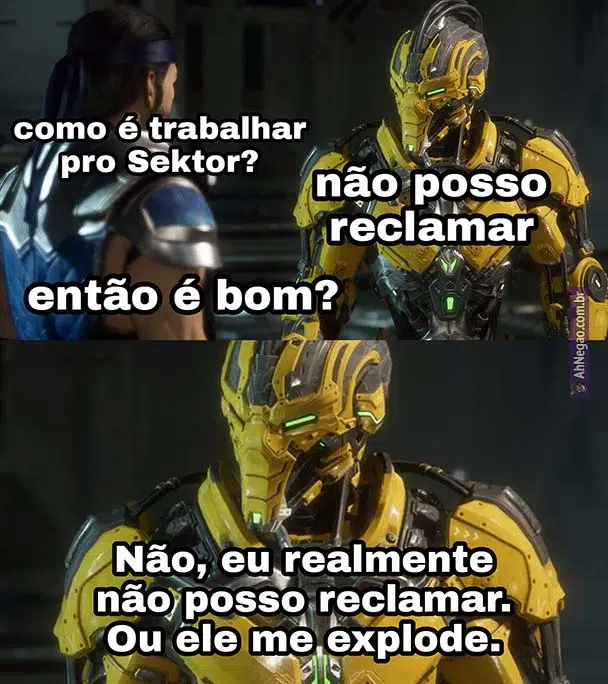 como é trabalhar
pro Sektor?
não posso
reclamar
então é bom?
AhNegao.com.br
Não, eu realmente
não posso reclamar.
Ou ele me explode.